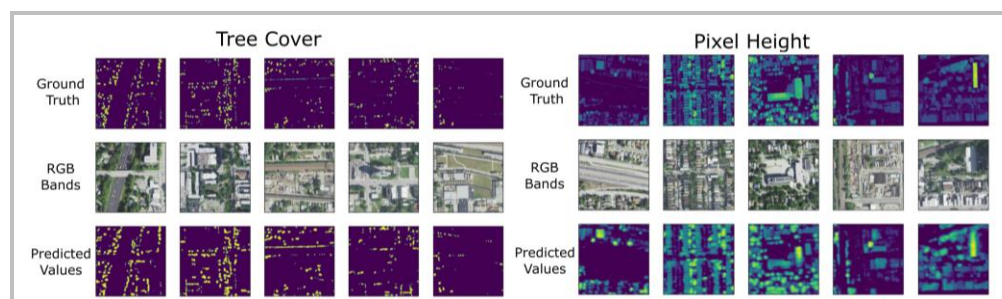 Tree Cover
Ground
Truth
RGB
Bands
Predicted
Values
Pixel Height
Ground
Truth
RGB
Bands
Predicted
Values